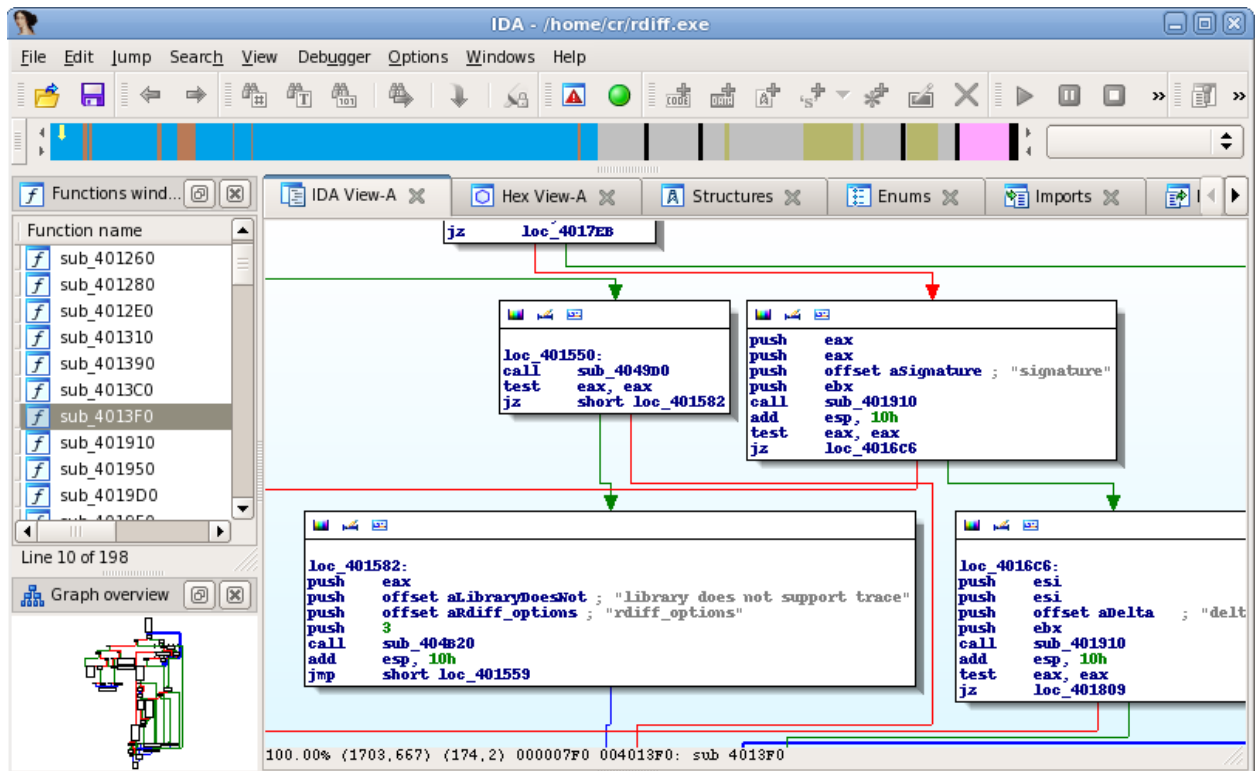 IDA - /home/cr/rdiff.exe
File Edit Jump Search View Debugger Options Windows Help
Functions wind...
IDA View-A
Hex View-A
Structures
Enums
Imports
Function name
sub_401260
sub_401280
sub_4012E0
sub_401310
sub_401390
sub_4013C0
sub_4013F0
sub_401910
sub_401950
sub_4019D0
Line 10 of 198
Graph overview
jz loc_4017EB
loc_401550:
call sub_4049D0
test eax, eax
jz short loc_401582
push eax
push eax
push offset aSignature ; "signature"
push ebx
call sub_401910
add esp, 10h
test eax, eax
jz loc_4016C6
loc_401582:
push eax
push offset aLibraryDoesNot ; "library does not support trace"
push offset aRdiff_options ; "rdiff_options"
push 3
call sub_404B20
add esp, 10h
jmp short loc_401559
loc_4016C6:
push esi
push esi
push offset aDelta ; "delt
push ebx
call sub_401910
add esp, 10h
test eax, eax
jz loc_401809
100.00% (1703,667) (174,2) 000007F0 004013F0: sub_4013F0